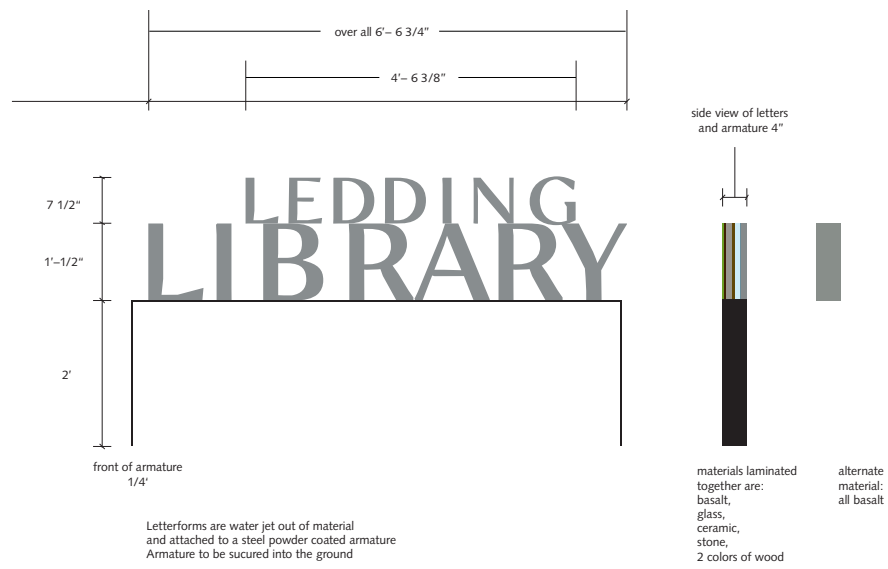 over all 6’– 6 3/4”
4’– 6 3/8”
side view of letters
and armature 4”
7 1/2“
LEDDING
1’–1/2“
LIBRARY
2’
front of armature
1/4‘
Letterforms are water jet out of material
and attached to a steel powder coated armature
Armature to be sucured into the ground
materials laminated
together are:
basalt,
glass,
ceramic,
stone,
2 colors of wood
alternate
material:
all basalt